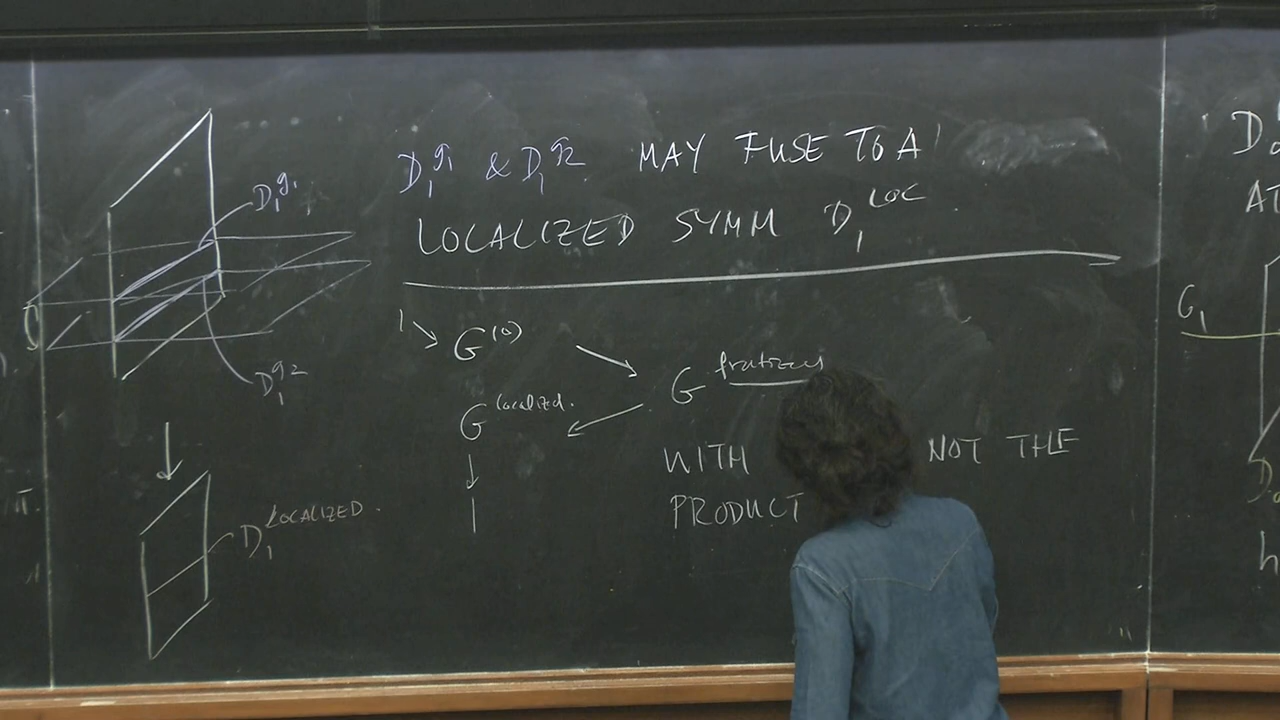 D₁^g₁ & D₁^g₂ MAY FUSE TO A
LOCALIZED SYMM D₁^LOC.
D₁^g₁
D₁^g₂
D₁^LOCALIZED.
1 → G^(0) → G
G^localized.
1
WITH NOT THE
PRODUCT
G₁
D
AT
D
h